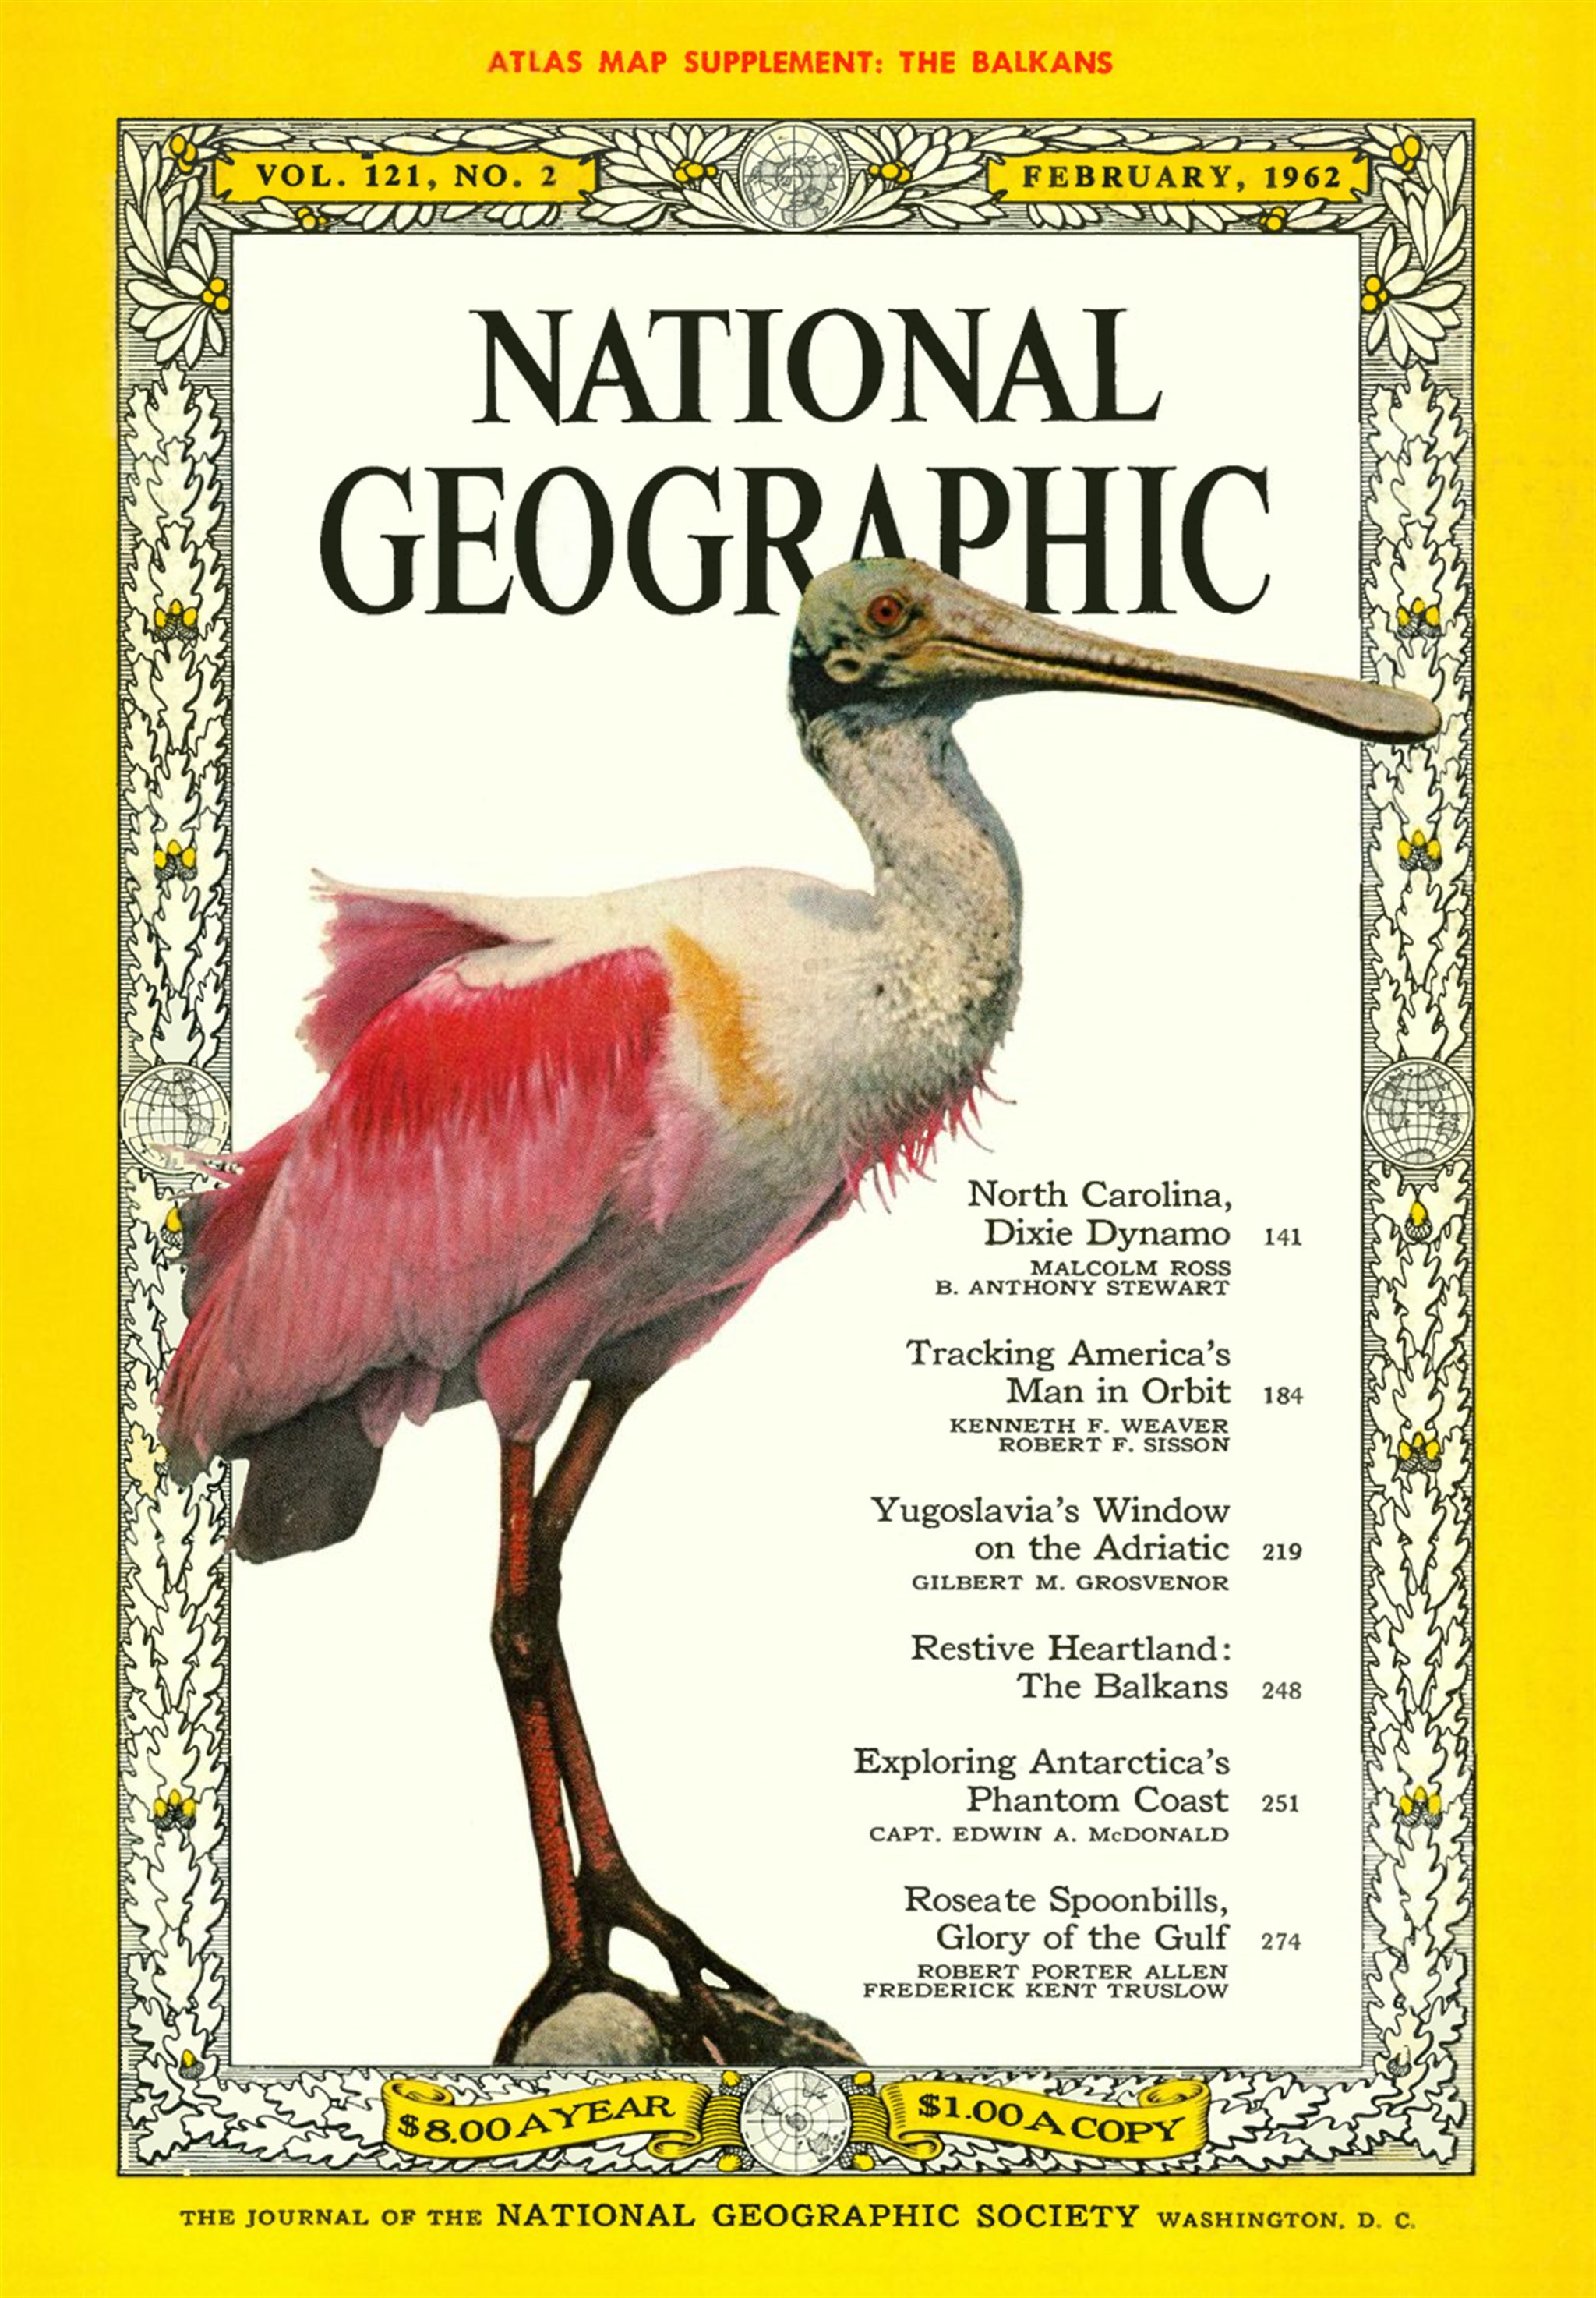 ATLAS MAP SUPPLEMENT: THE BALKANS
VOL. 121, NO. 2
FEBRUARY, 1962
NATIONAL
GEOGRAPHIC
North Carolina,
Dixie Dynamo 141
MALCOLM ROSS
B. ANTHONY STEWART
Tracking America's
Man in Orbit 184
KENNETH F. WEAVER
ROBERT F. SISSON
Yugoslavia's Window
on the Adriatic 219
GILBERT M. GROSVENOR
Restive Heartland:
The Balkans 248
Exploring Antarctica's
Phantom Coast 251
CAPT. EDWIN A. McDONALD
Roseate Spoonbills,
Glory of the Gulf 274
ROBERT PORTER ALLEN
FREDERICK KENT TRUSLOW
$8.00 A YEAR
$1.00 A COPY
THE JOURNAL OF THE NATIONAL GEOGRAPHIC SOCIETY WASHINGTON, D. C.